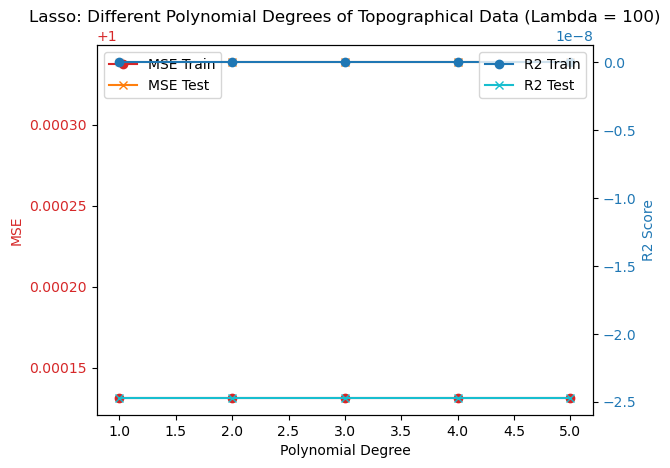 Lasso: Different Polynomial Degrees of Topographical Data (Lambda = 100)
+1
1e−8
MSE Train
MSE Test
R2 Train
R2 Test
0.00030
0.00025
0.00020
0.00015
MSE
0.0
−0.5
−1.0
−1.5
−2.0
−2.5
R2 Score
1.0 1.5 2.0 2.5 3.0 3.5 4.0 4.5 5.0
Polynomial Degree